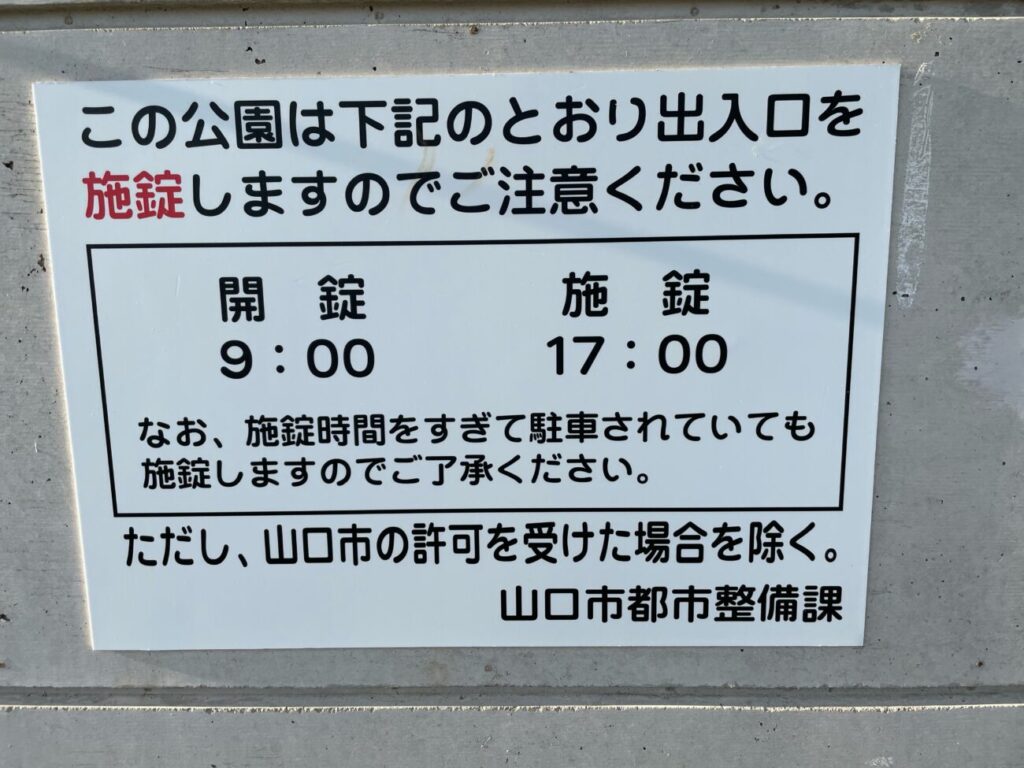 この公園は下記のとおり出入口を
施錠しますのでご注意ください。
開 錠 施 錠
9：00 17：00
なお、施錠時間をすぎて駐車されていても
施錠しますのでご了承ください。
ただし、山口市の許可を受けた場合を除く。
山口市都市整備課